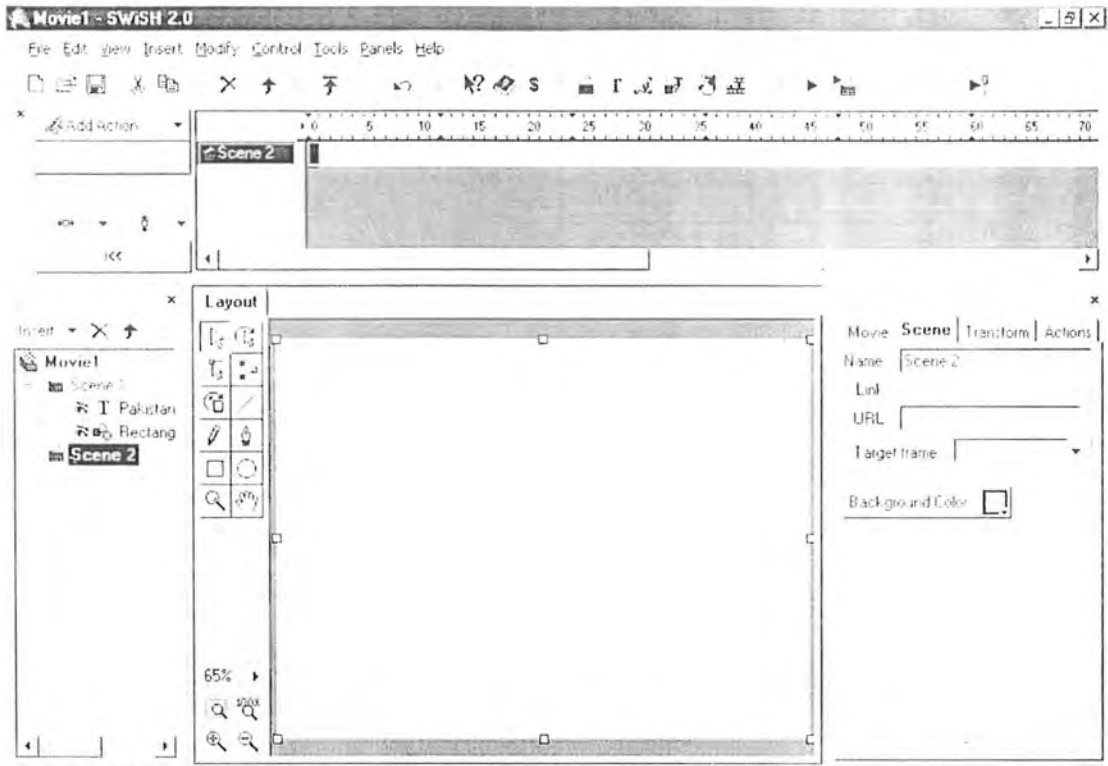 Movie1 - SWiSH 2.0
File Edit View Insert Modify Control Tools Panels Help
Add Action
0 5 10 15 20 25 30 35 40 45 50 55 60 65 70
Scene 2
Layout
Insert
Movie1
Scene 1
T Pakistan
Rectang
Scene 2
65%
100%
Movie Scene Transform Actions
Name Scene 2
Link
URL
Target frame
Background Color